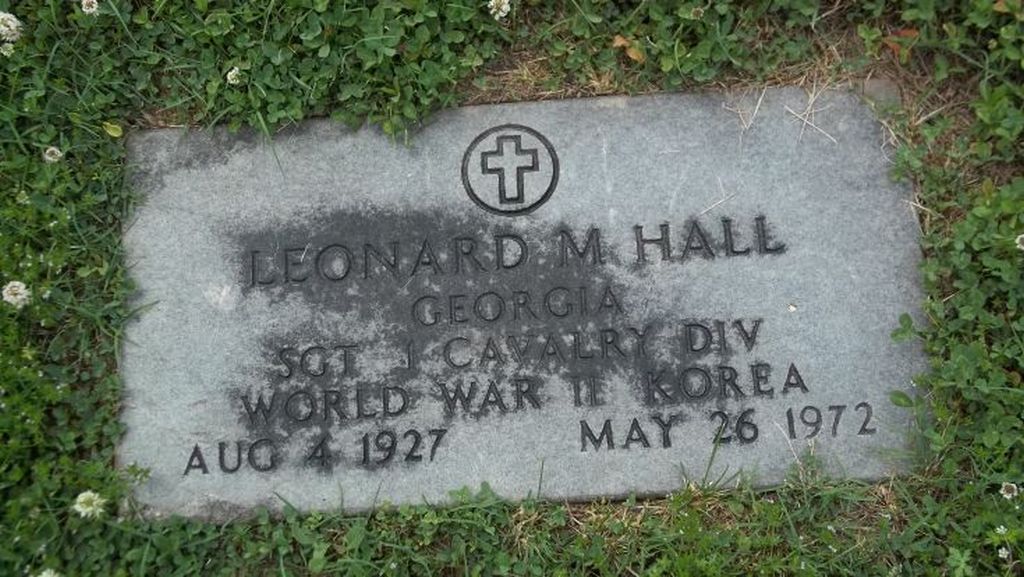 LEONARD M HALL
GEORGIA
SGT 1 CAVALRY DIV
WORLD WAR II KOREA
AUG 4 1927 MAY 26 1972